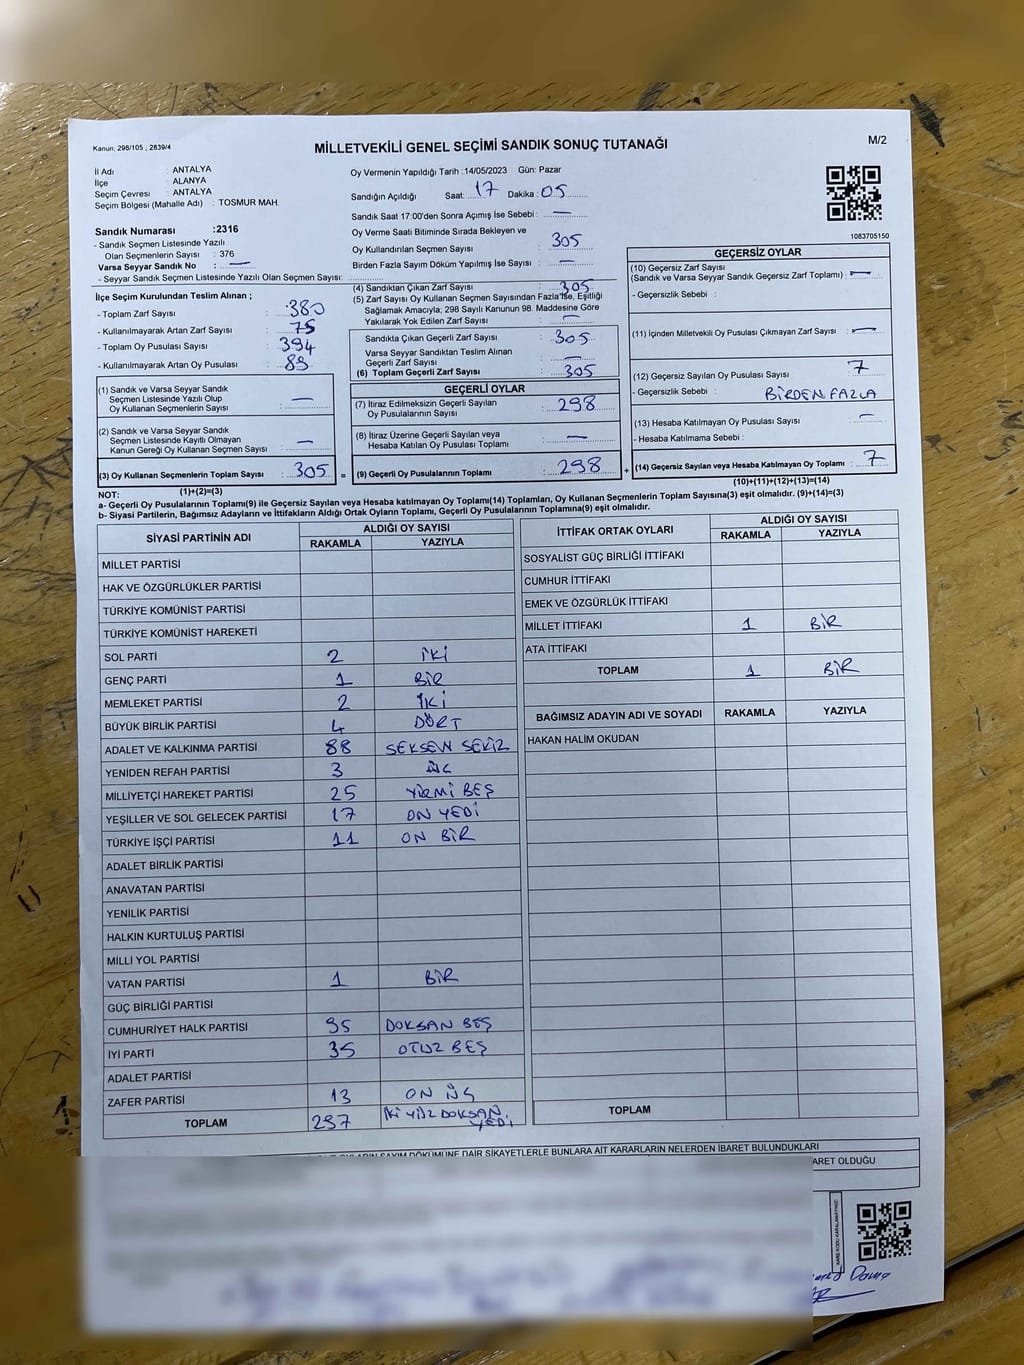 Kanun, 298/105 , 2839/4
MİLLETVEKİLİ GENEL SEÇİMİ SANDIK SONUÇ TUTANAĞI
M/2
İl Adı : ANTALYA
İlçe : ALANYA
Seçim Çevresi : ANTALYA
Seçim Bölgesi (Mahalle Adı) : TOSMUR MAH.
Sandık Numarası :2316
- Sandık Seçmen Listesinde Yazılı
Olan Seçmenlerin Sayısı : 376
Varsa Seyyar Sandık No : —
- Seyyar Sandık Seçmen Listesinde Yazılı Olan Seçmen Sayısı:
Oy Vermenin Yapıldığı Tarih :14/05/2023 Gün: Pazar
Sandığın Açıldığı Saat: 17 Dakika : 05
Sandık Saat 17:00'den Sonra Açılmış İse Sebebi : —
Oy Verme Saati Bitiminde Sırada Bekleyen ve
Oy Kullandırılan Seçmen Sayısı : 305
Birden Fazla Sayım Döküm Yapılmış İse Sayısı : —
1083705150
İlçe Seçim Kurulundan Teslim Alınan ;
- Toplam Zarf Sayısı : 380
- Kullanılmayarak Artan Zarf Sayısı : 75
- Toplam Oy Pusulası Sayısı : 394
- Kullanılmayarak Artan Oy Pusulası : 89
(1) Sandık ve Varsa Seyyar Sandık
Seçmen Listesinde Yazılı Olup
Oy Kullanan Seçmenlerin Sayısı : —
(2) Sandık ve Varsa Seyyar Sandık
Seçmen Listesinde Kayıtlı Olmayan
Kanun Gereği Oy Kullanan Seçmen Sayısı : —
(3) Oy Kullanan Seçmenlerin Toplam Sayısı : 305 =
(1)+(2)=(3)
(4) Sandıktan Çıkan Zarf Sayısı : 305
(5) Zarf Sayısı Oy Kullanan Seçmen Sayısından Fazla İse, Eşitliği
Sağlamak Amacıyla; 298 Sayılı Kanunun 98. Maddesine Göre
Yakılarak Yok Edilen Zarf Sayısı : —
Sandıkta Çıkan Geçerli Zarf Sayısı : 305
Varsa Seyyar Sandıktan Teslim Alınan
Geçerli Zarf Sayısı : —
(6) Toplam Geçerli Zarf Sayısı : 305
GEÇERLİ OYLAR
(7) İtiraz Edilmeksizin Geçerli Sayılan
Oy Pusulalarının Sayısı : 298
(8) İtiraz Üzerine Geçerli Sayılan veya
Hesaba Katılan Oy Pusulası Toplamı : —
(9) Geçerli Oy Pusulalarının Toplamı : 298 +
GEÇERSİZ OYLAR
(10) Geçersiz Zarf Sayısı
(Sandık ve Varsa Seyyar Sandık Geçersiz Zarf Toplamı) : —
- Geçersizlik Sebebi :
(11) İçinden Milletvekili Oy Pusulası Çıkmayan Zarf Sayısı : —
(12) Geçersiz Sayılan Oy Pusulası Sayısı : 7
- Geçersizlik Sebebi : BİRDEN FAZLA
(13) Hesaba Katılmayan Oy Pusulası Sayısı : —
- Hesaba Katılmama Sebebi :
(14) Geçersiz Sayılan veya Hesaba Katılmayan Oy Toplamı : 7
(10)+(11)+(12)+(13)=(14)
NOT:
a- Geçerli Oy Pusulalarının Toplamı(9) ile Geçersiz Sayılan veya Hesaba katılmayan Oy Toplamı(14) Toplamları, Oy Kullanan Seçmenlerin Toplam Sayısına(3) eşit olmalıdır. (9)+(14)=(3)
b- Siyasi Partilerin, Bağımsız Adayların ve İttifakların Aldığı Ortak Oyların Toplamı, Geçerli Oy Pusulalarının Toplamına(9) eşit olmalıdır.
SİYASİ PARTİNİN ADI ALDIĞI OY SAYISI
RAKAMLA YAZIYLA
MİLLET PARTİSİ
HAK VE ÖZGÜRLÜKLER PARTİSİ
TÜRKİYE KOMÜNİST PARTİSİ
TÜRKİYE KOMÜNİST HAREKETİ
SOL PARTİ 2 İKİ
GENÇ PARTİ 1 BİR
MEMLEKET PARTİSİ 2 İKİ
BÜYÜK BİRLİK PARTİSİ 4 DÖRT
ADALET VE KALKINMA PARTİSİ 88 SEKSEN SEKİZ
YENİDEN REFAH PARTİSİ 3 ÜÇ
MİLLİYETÇİ HAREKET PARTİSİ 25 YİRMİ BEŞ
YEŞİLLER VE SOL GELECEK PARTİSİ 17 ON YEDİ
TÜRKİYE İŞÇİ PARTİSİ 11 ON BİR
ADALET BİRLİK PARTİSİ
ANAVATAN PARTİSİ
YENİLİK PARTİSİ
HALKIN KURTULUŞ PARTİSİ
MİLLİ YOL PARTİSİ
VATAN PARTİSİ 1 BİR
GÜÇ BİRLİĞİ PARTİSİ
CUMHURİYET HALK PARTİSİ 95 DOKSAN BEŞ
İYİ PARTİ 35 OTUZ BEŞ
ADALET PARTİSİ
ZAFER PARTİSİ 13 ON ÜÇ
TOPLAM 297 İKİ YÜZ DOKSAN YEDİ
İTTİFAK ORTAK OYLARI ALDIĞI OY SAYISI
RAKAMLA YAZIYLA
SOSYALİST GÜÇ BİRLİĞİ İTTİFAKI
CUMHUR İTTİFAKI
EMEK VE ÖZGÜRLÜK İTTİFAKI
MİLLET İTTİFAKI 1 BİR
ATA İTTİFAKI
TOPLAM 1 BİR
BAĞIMSIZ ADAYIN ADI VE SOYADI RAKAMLA YAZIYLA
HAKAN HALİM OKUDAN
TOPLAM
OYLARIN SAYIM DÖKÜMÜNE DAİR ŞİKAYETLERLE BUNLARA AİT KARARLARIN NELERDEN İBARET BULUNDUKLARI
ARET OLDUĞU